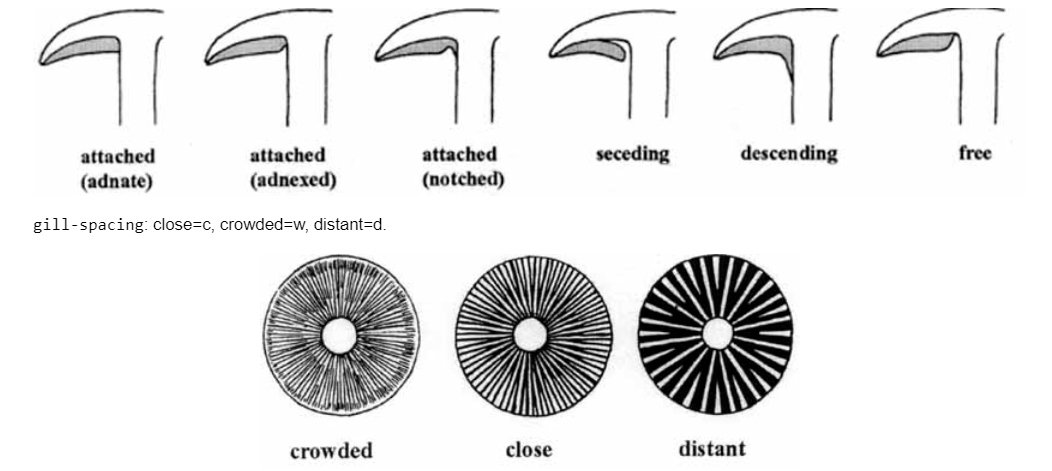 attached attached attached seceding descending free
(adnate) (adnexed) (notched)
gill-spacing: close=c, crowded=w, distant=d.
crowded close distant